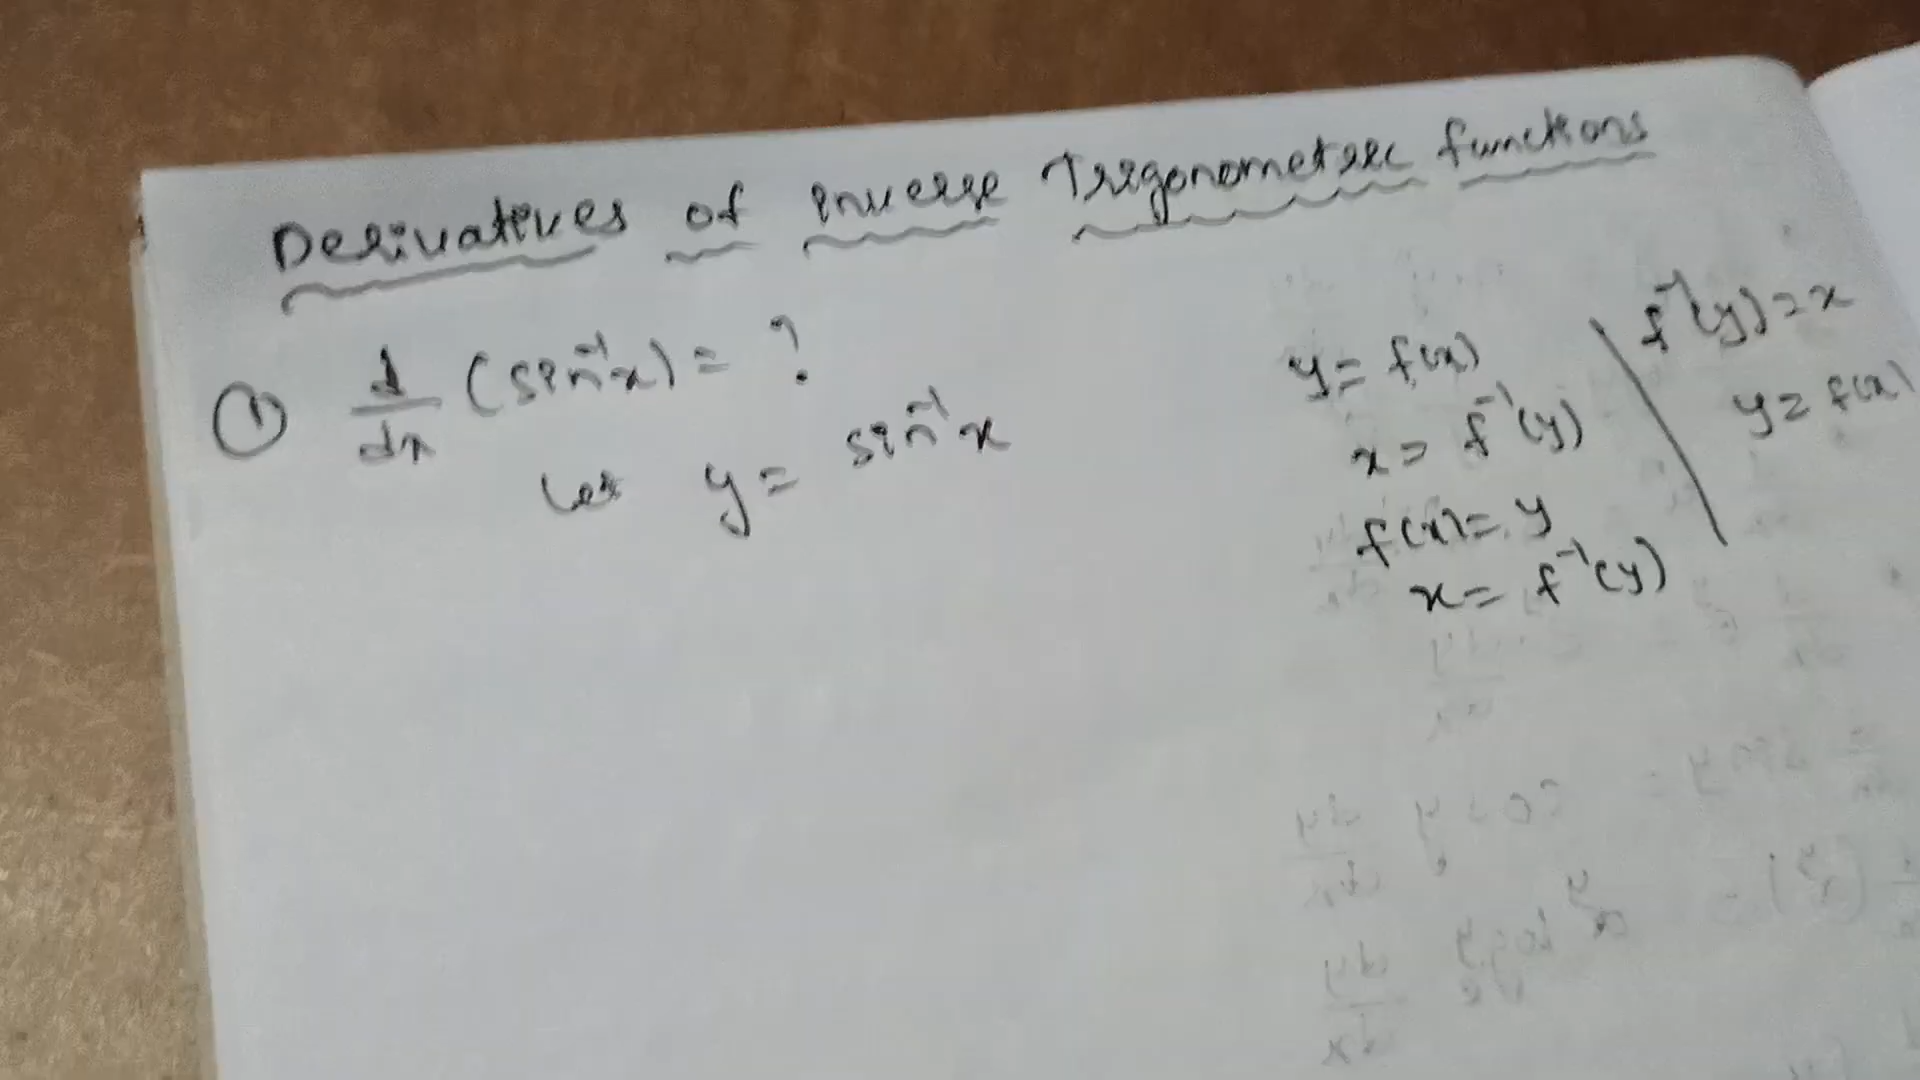 Derivatives of inverse Trigonometric functions
① d/dx (sin⁻¹x) = ?
Let y = sin⁻¹x
y = f(x)
x = f⁻¹(y)
f(x) = y
x = f⁻¹(y)
f⁻¹(y) = x
y = f(x)